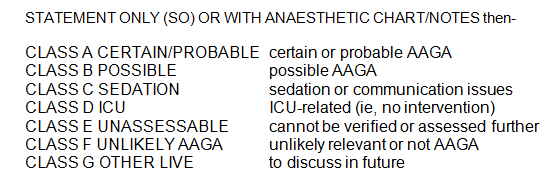 STATEMENT ONLY (SO) OR WITH ANAESTHETIC CHART/NOTES then-
CLASS A CERTAIN/PROBABLE certain or probable AAGA
CLASS B POSSIBLE possible AAGA
CLASS C SEDATION sedation or communication issues
CLASS D ICU ICU-related (ie, no intervention)
CLASS E UNASSESSABLE cannot be verified or assessed further
CLASS F UNLIKELY AAGA unlikely relevant or not AAGA
CLASS G OTHER LIVE to discuss in future